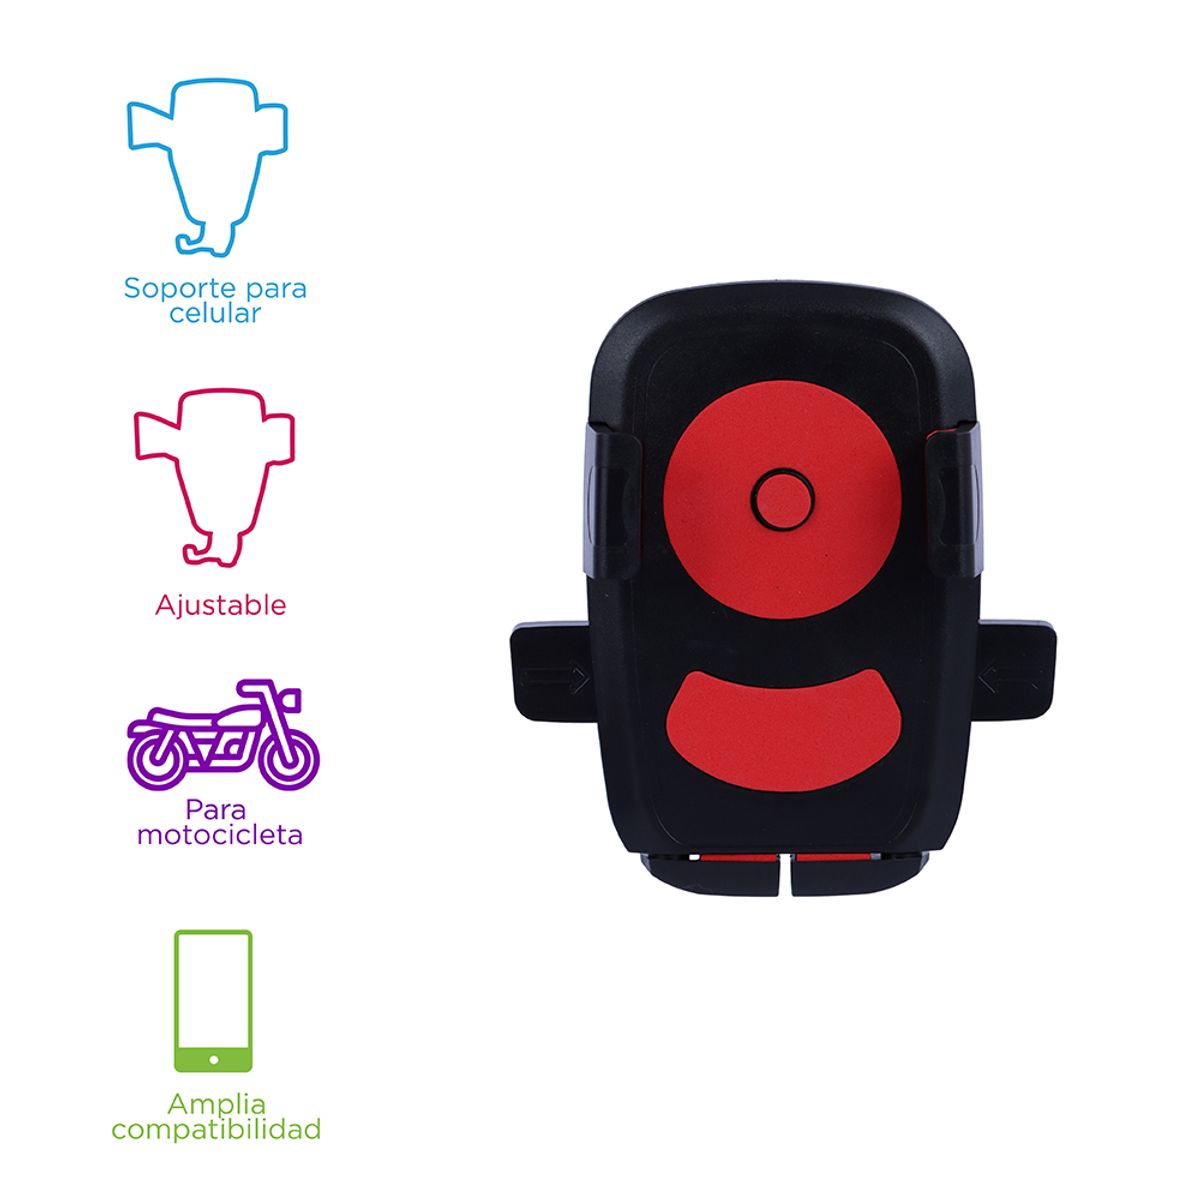 Soporte para
celular
Ajustable
Para
motocicleta
Amplia
compatibilidad